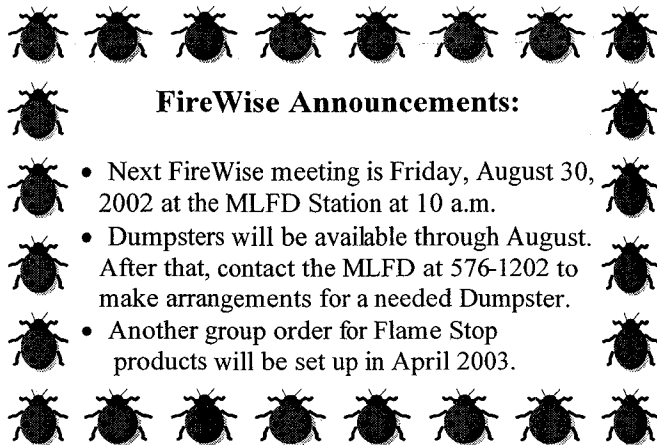 FireWise Announcements:
• Next FireWise meeting is Friday, August 30,
2002 at the MLFD Station at 10 a.m.
• Dumpsters will be available through August.
After that, contact the MLFD at 576-1202 to
make arrangements for a needed Dumpster.
• Another group order for Flame Stop
products will be set up in April 2003.